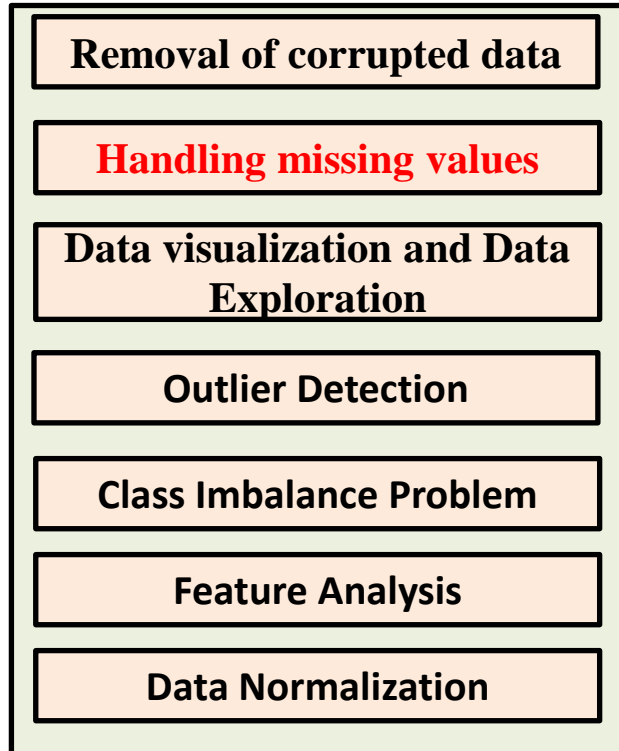 Removal of corrupted data
Handling missing values
Data visualization and Data
Exploration
Outlier Detection
Class Imbalance Problem
Feature Analysis
Data Normalization